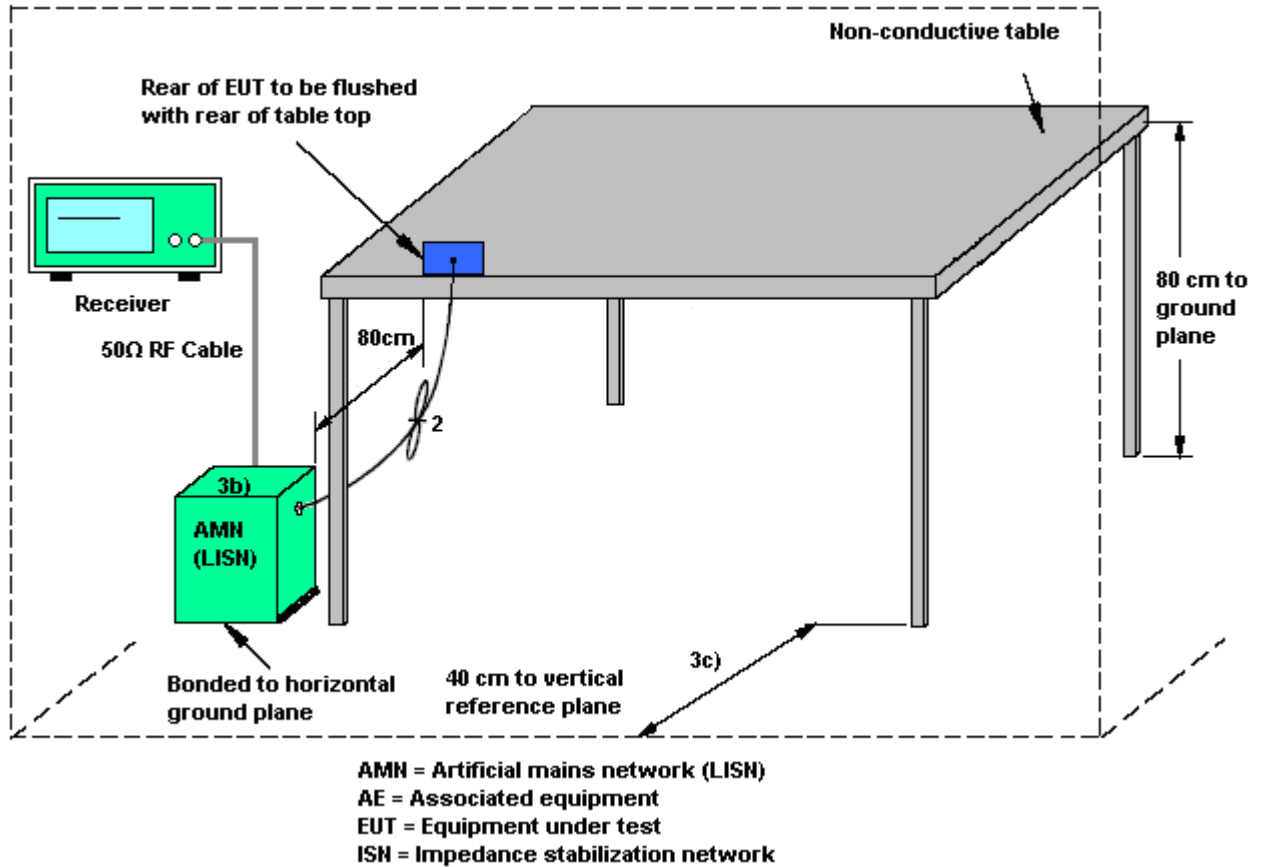 Non-conductive table
Rear of EUT to be flushed
with rear of table top
Receiver
50Ω RF Cable
80cm
80 cm to
ground
plane
2
3b)
AMN
(LISN)
3c)
Bonded to horizontal
ground plane
40 cm to vertical
reference plane
AMN = Artificial mains network (LISN)
AE = Associated equipment
EUT = Equipment under test
ISN = Impedance stabilization network